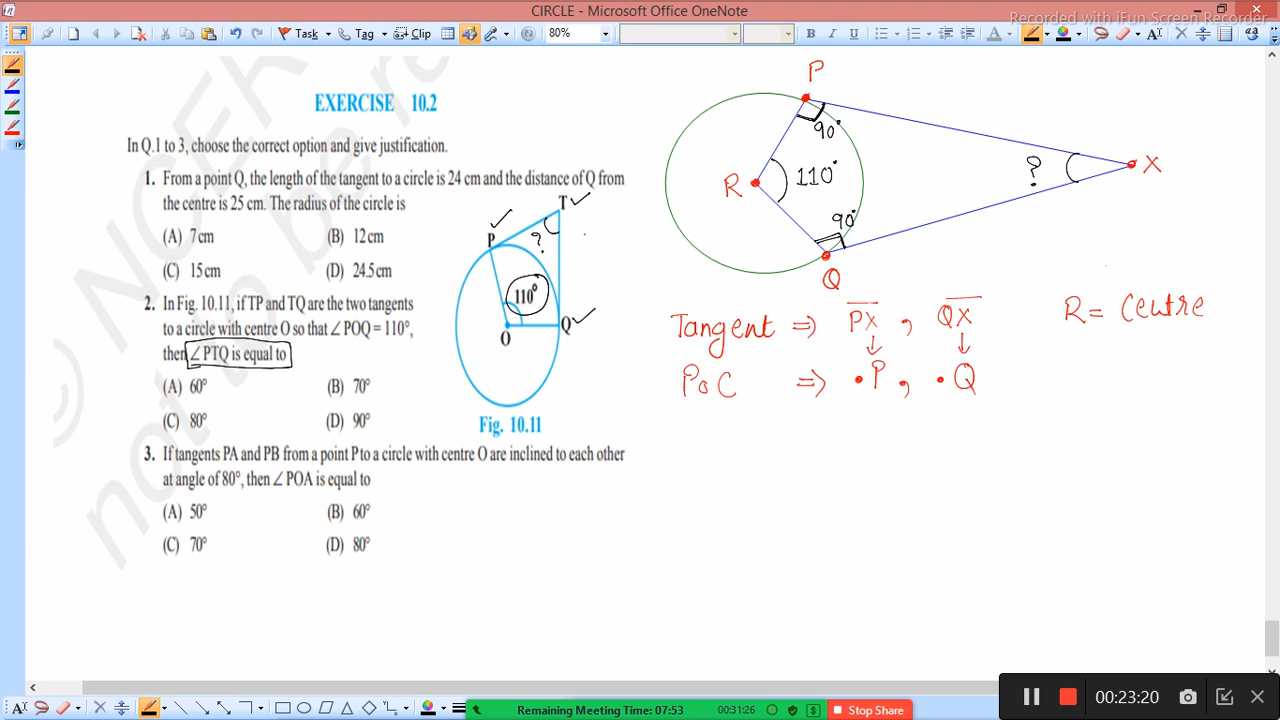 CIRCLE - Microsoft Office OneNote
Recorded with iFun Screen Recorder
Task Tag Clip 80% B I U
EXERCISE 10.2
In Q.1 to 3, choose the correct option and give justification.
1. From a point Q, the length of the tangent to a circle is 24 cm and the distance of Q from
the centre is 25 cm. The radius of the circle is
(A) 7 cm (B) 12 cm
(C) 15 cm (D) 24.5 cm
2. In Fig. 10.11, if TP and TQ are the two tangents
to a circle with centre O so that ∠ POQ = 110°,
then ∠ PTQ is equal to
(A) 60° (B) 70°
(C) 80° (D) 90°
T
P
?
110°
O
Q
Fig. 10.11
3. If tangents PA and PB from a point P to a circle with centre O are inclined to each other
at angle of 80°, then ∠ POA is equal to
(A) 50° (B) 60°
(C) 70° (D) 80°
P
90°
R 110° ? X
90°
Q
Tangent ⇒ PX , QX R = Centre
PoC ⇒ •P , •Q
NCER
not to be re
00:23:20
Remaining Meeting Time: 07:53 00:31:26 Stop Share